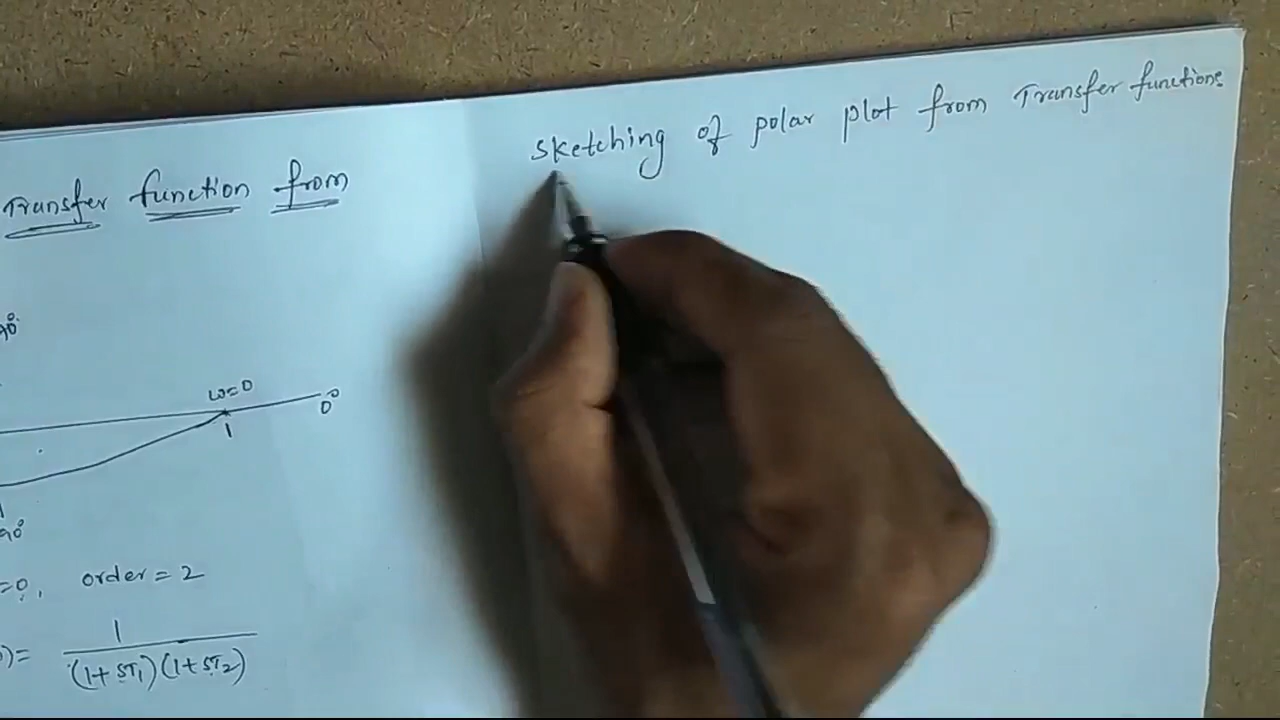 Transfer function from
90°
ω=0
0°
1
90°
=0, order = 2
1
)= (1+ST₁)(1+ST₂)
Sketching of polar plot from Transfer function: